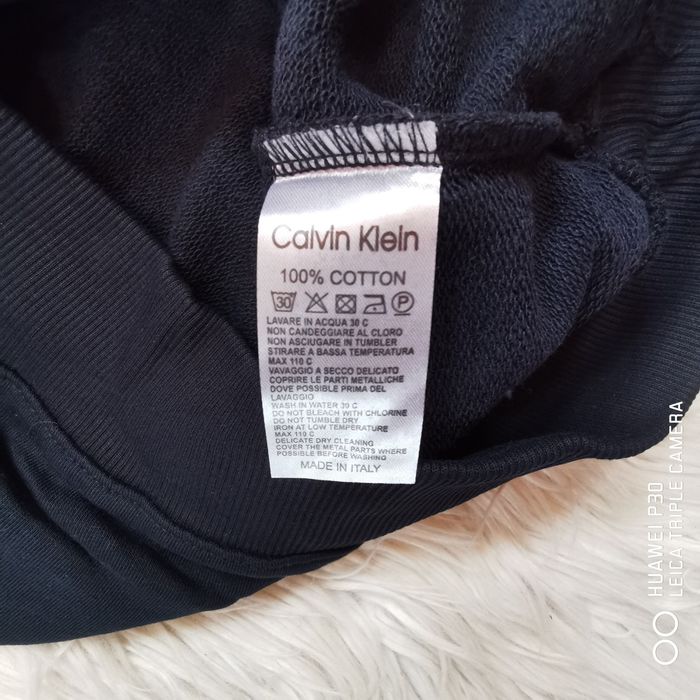 Calvin Klein
100% COTTON
30
P
LAVARE IN ACQUA 30 C
NON CANDEGGIARE AL CLORO
NON ASCIUGARE IN TUMBLER
STIRARE A BASSA TEMPERATURA
MAX 110 C
VAVAGGIO A SECCO DELICATO
COPRIRE LE PARTI METALLICHE
DOVE POSSIBLE PRIMA DEL
LAVAGGIO
WASH IN WATER 30 C
DO NOT BLEACH WITH CHLORINE
DO NOT TUMBLE DRY
IRON AT LOW TEMPERATURE
MAX 110 C
DELICATE DRY CLEANING
COVER THE METAL PARTS WHERE
POSSIBLE BEFORE WASHING
MADE IN ITALY
HUAWEI P30
LEICA TRIPLE CAMERA